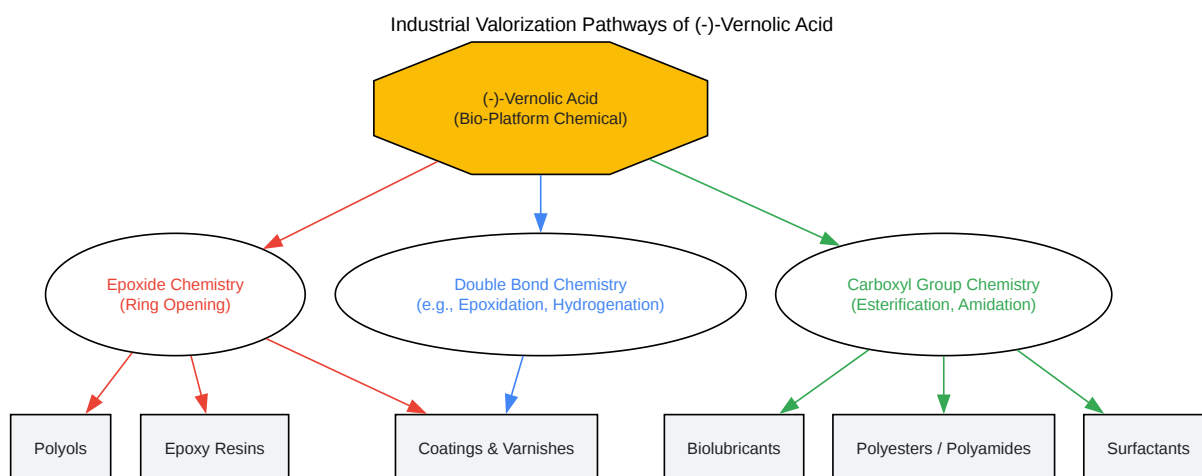 Industrial Valorization Pathways of (-)-Vernolic Acid
(-)-Vernolic Acid
(Bio-Platform Chemical)
Epoxide Chemistry
(Ring Opening)
Double Bond Chemistry
(e.g., Epoxidation, Hydrogenation)
Carboxyl Group Chemistry
(Esterification, Amidation)
Polyols
Epoxy Resins
Coatings & Varnishes
Biolubricants
Polyesters / Polyamides
Surfactants